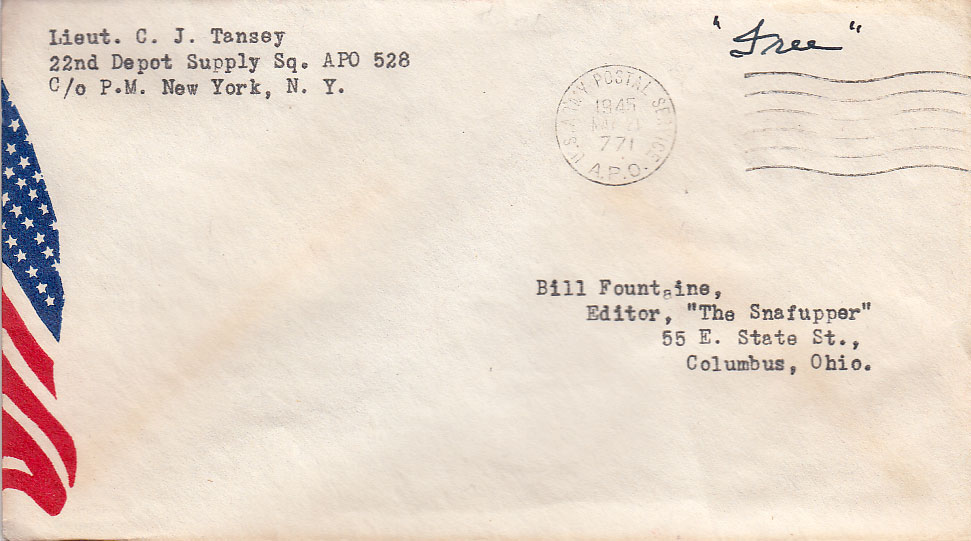 Lieut. C. J. Tansey
22nd Depot Supply Sq. APO 528
C/o P.M. New York, N. Y.
"Free"
U.S. ARMY POSTAL SERVICE
1945
771
A.P.O.
Bill Fountaine,
Editor, "The Snafupper"
55 E. State St.,
Columbus, Ohio.